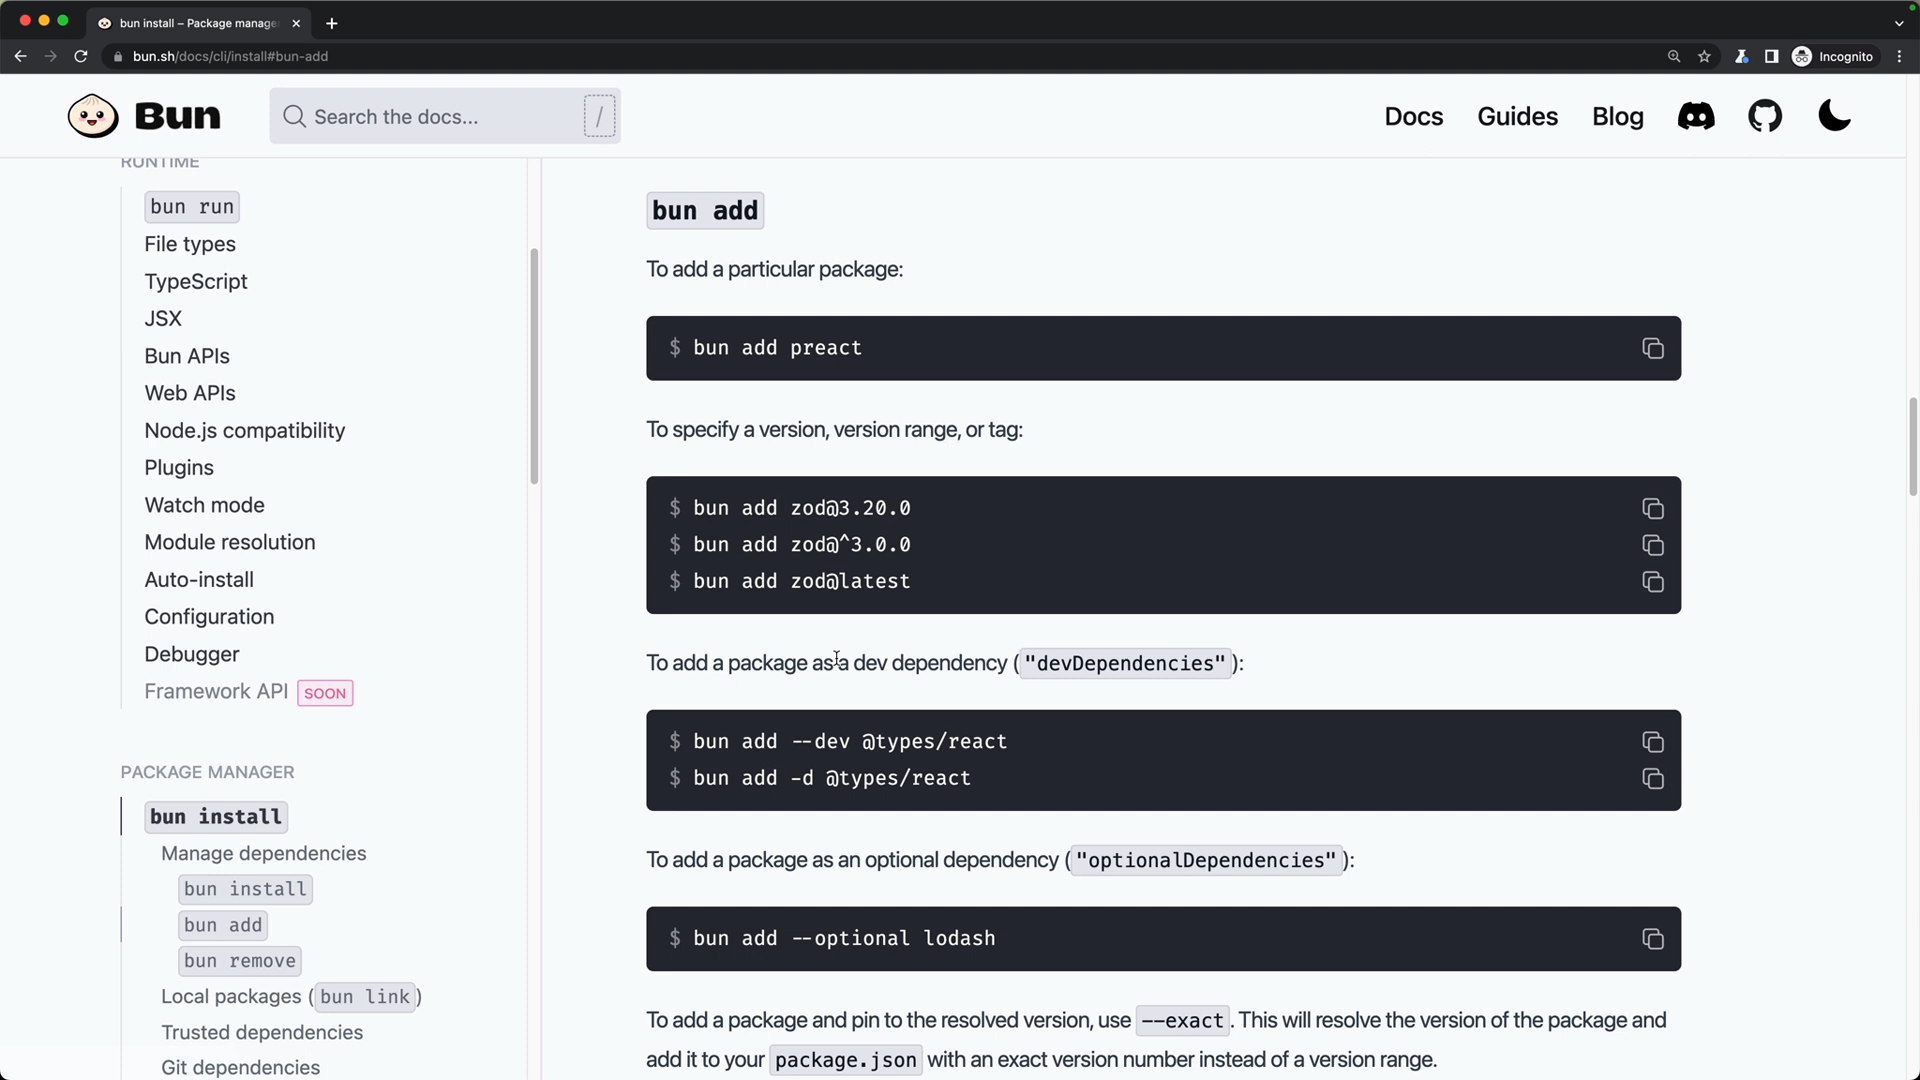 bun install – Package manage
bun.sh/docs/cli/install#bun-add
Incognito
Bun
Search the docs...
/
Docs
Guides
Blog
RUNTIME
bun run
File types
TypeScript
JSX
Bun APIs
Web APIs
Node.js compatibility
Plugins
Watch mode
Module resolution
Auto-install
Configuration
Debugger
Framework API SOON
PACKAGE MANAGER
bun install
Manage dependencies
bun install
bun add
bun remove
Local packages (bun link)
Trusted dependencies
Git dependencies
bun add
To add a particular package:
$ bun add preact
To specify a version, version range, or tag:
$ bun add zod@3.20.0
$ bun add zod@^3.0.0
$ bun add zod@latest
To add a package as a dev dependency ("devDependencies"):
$ bun add --dev @types/react
$ bun add -d @types/react
To add a package as an optional dependency ("optionalDependencies"):
$ bun add --optional lodash
To add a package and pin to the resolved version, use --exact. This will resolve the version of the package and
add it to your package.json with an exact version number instead of a version range.